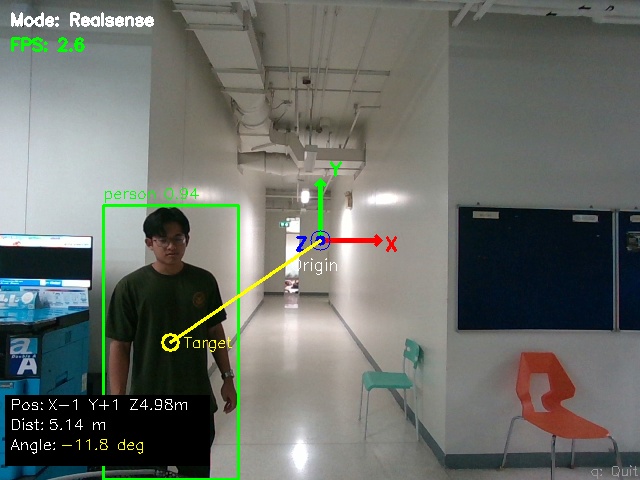 Mode: Realsense
FPS: 2.6
person 0.94
Y
Z
X
Origin
Target
A
Pos: X-1 Y+1 Z4.98m
Dist: 5.14 m
Angle: -11.8 deg
q: Quit